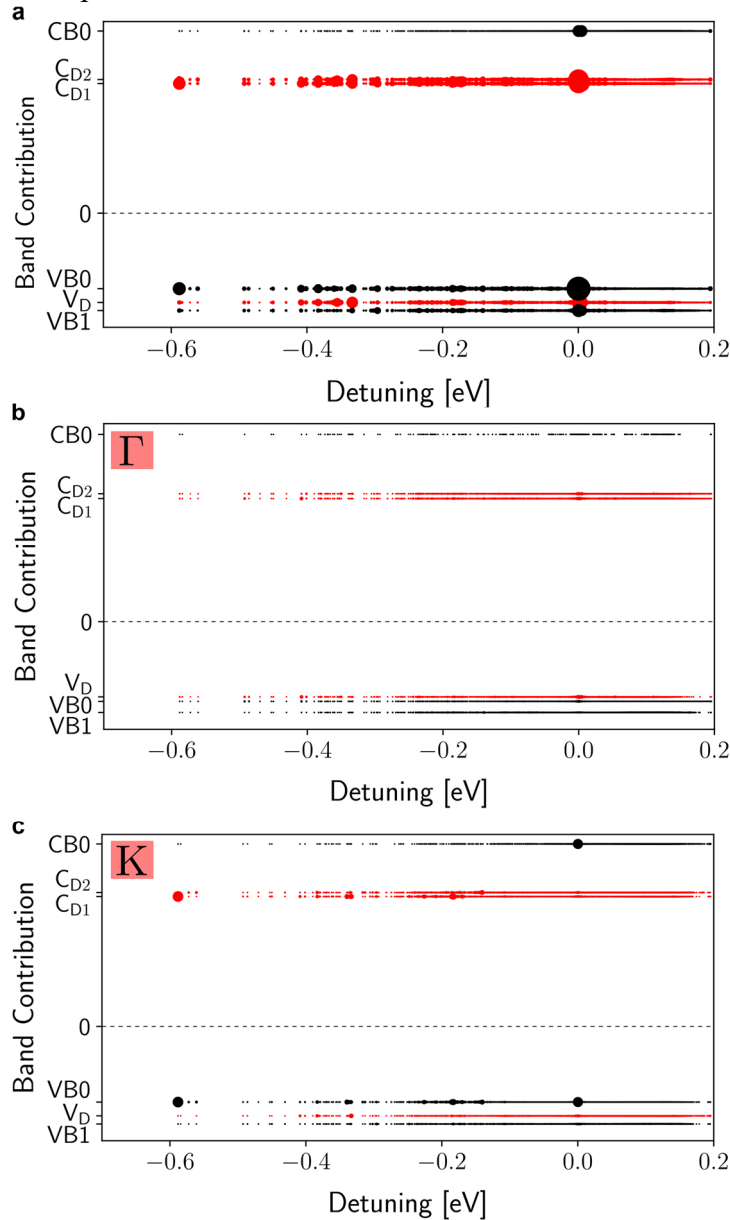 a
CB0
C_D2
C_D1
0
VB0
V_D
VB1
Band Contribution
−0.6 −0.4 −0.2 0.0 0.2
Detuning [eV]
b
Γ
CB0
C_D2
C_D1
0
V_D
VB0
VB1
Band Contribution
−0.6 −0.4 −0.2 0.0 0.2
Detuning [eV]
c
K
CB0
C_D2
C_D1
0
VB0
V_D
VB1
Band Contribution
−0.6 −0.4 −0.2 0.0 0.2
Detuning [eV]